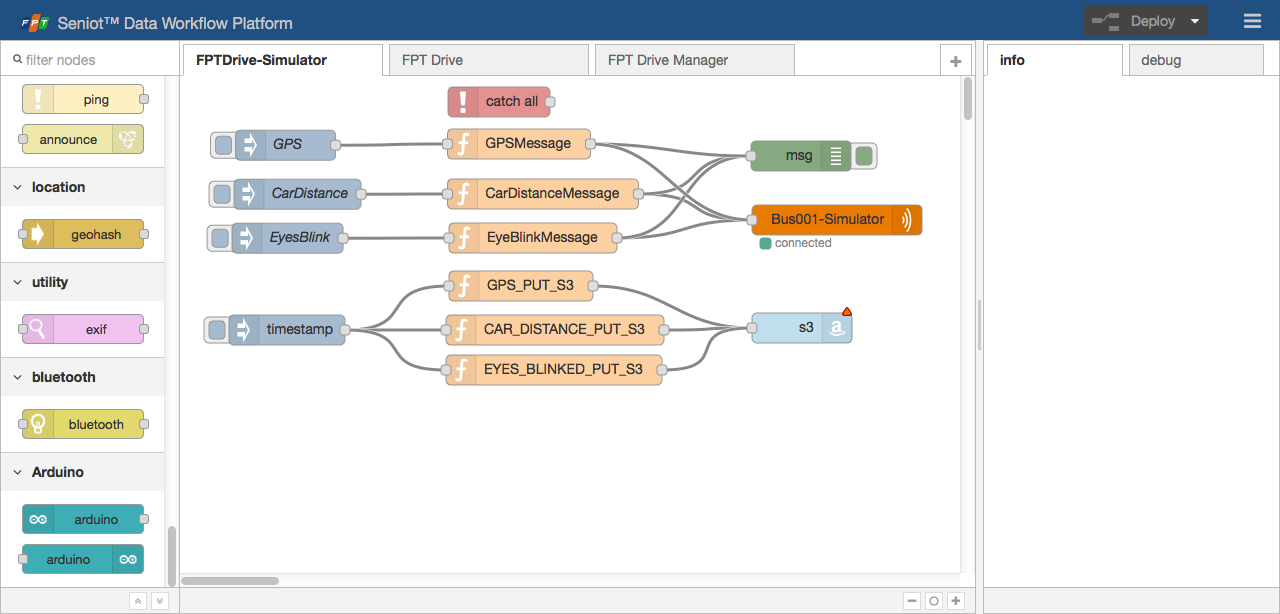 FPT Seniot™ Data Workflow Platform
Deploy
filter nodes
ping
announce
location
geohash
utility
exif
bluetooth
bluetooth
Arduino
arduino
arduino
FPTDrive-Simulator
FPT Drive
FPT Drive Manager
catch all
GPS
GPSMessage
msg
CarDistance
CarDistanceMessage
Bus001-Simulator
EyesBlink
EyeBlinkMessage
connected
GPS_PUT_S3
timestamp
CAR_DISTANCE_PUT_S3
s3
EYES_BLINKED_PUT_S3
info
debug